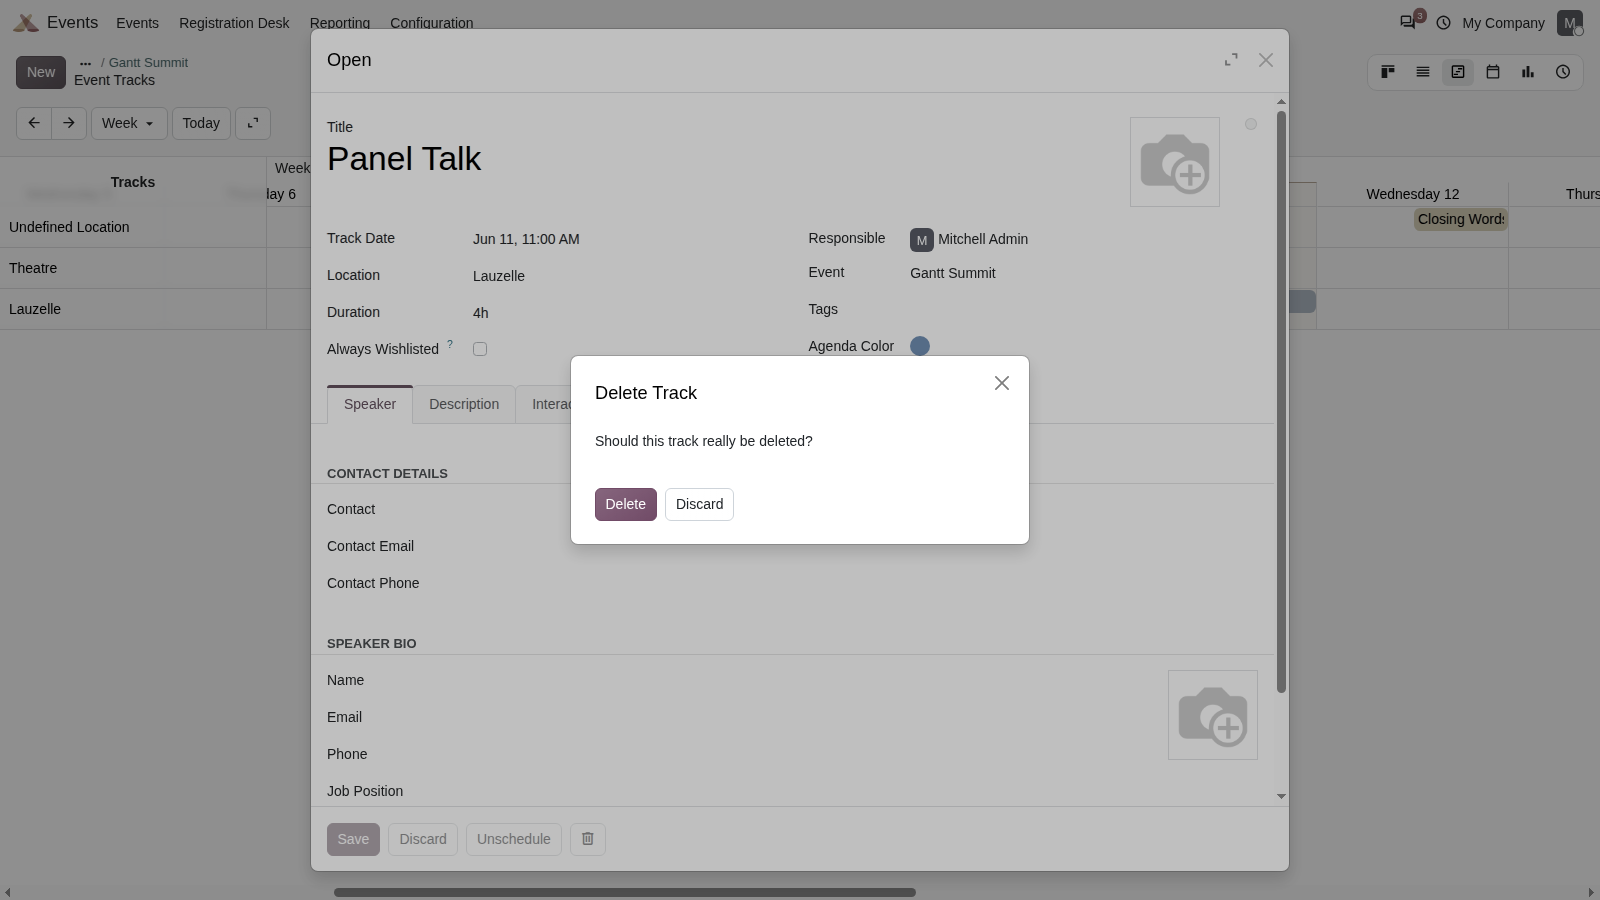 Events Events Registration Desk Reporting Configuration 3 My Company M
New / Gantt Summit
Event Tracks
Week Today
Week
Tracks
day 6 Wednesday 12 Thurs
Undefined Location Closing Words
Theatre
Lauzelle
Open
Title
Panel Talk
Track Date Jun 11, 11:00 AM Responsible M Mitchell Admin
Location Lauzelle Event Gantt Summit
Duration 4h Tags
Always Wishlisted ? Agenda Color
Speaker Description Interac
Delete Track
Should this track really be deleted?
Delete Discard
CONTACT DETAILS
Contact
Contact Email
Contact Phone
SPEAKER BIO
Name
Email
Phone
Job Position
Save Discard Unschedule